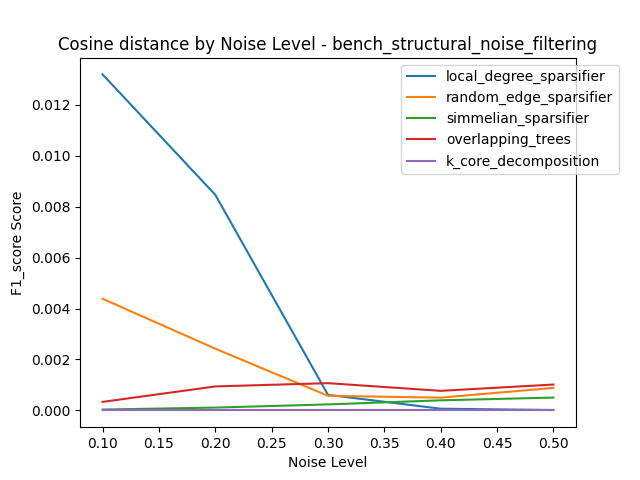 Cosine distance by Noise Level - bench_structural_noise_filtering
local_degree_sparsifier
random_edge_sparsifier
simmelian_sparsifier
overlapping_trees
k_core_decomposition
F1_score Score
0.012
0.010
0.008
0.006
0.004
0.002
0.000
0.10 0.15 0.20 0.25 0.30 0.35 0.40 0.45 0.50
Noise Level